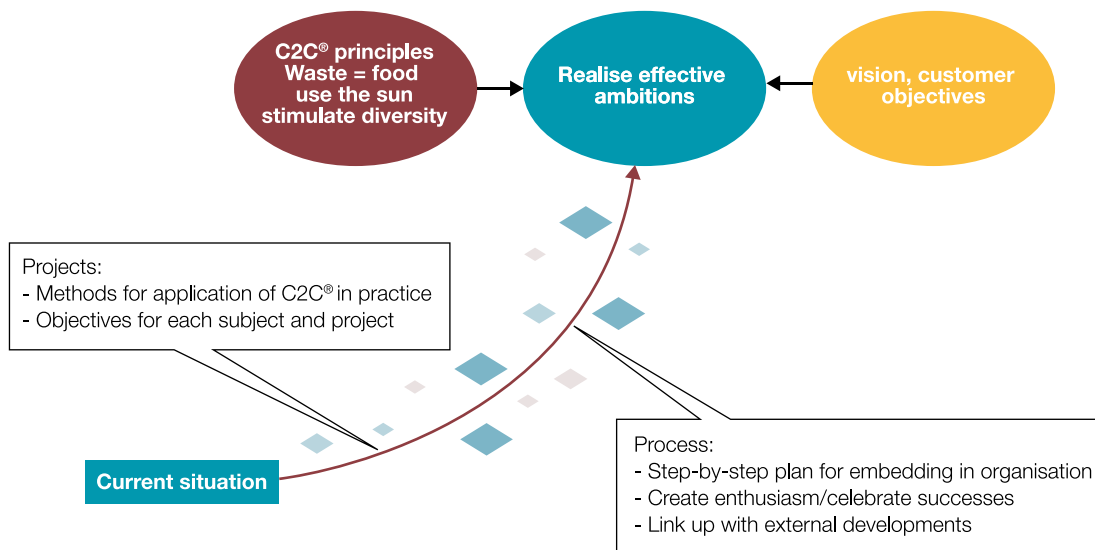 C2C® principles
Waste = food
use the sun
stimulate diversity
Realise effective
ambitions
vision, customer
objectives
Projects:
- Methods for application of C2C® in practice
- Objectives for each subject and project
Current situation
Process:
- Step-by-step plan for embedding in organisation
- Create enthusiasm/celebrate successes
- Link up with external developments